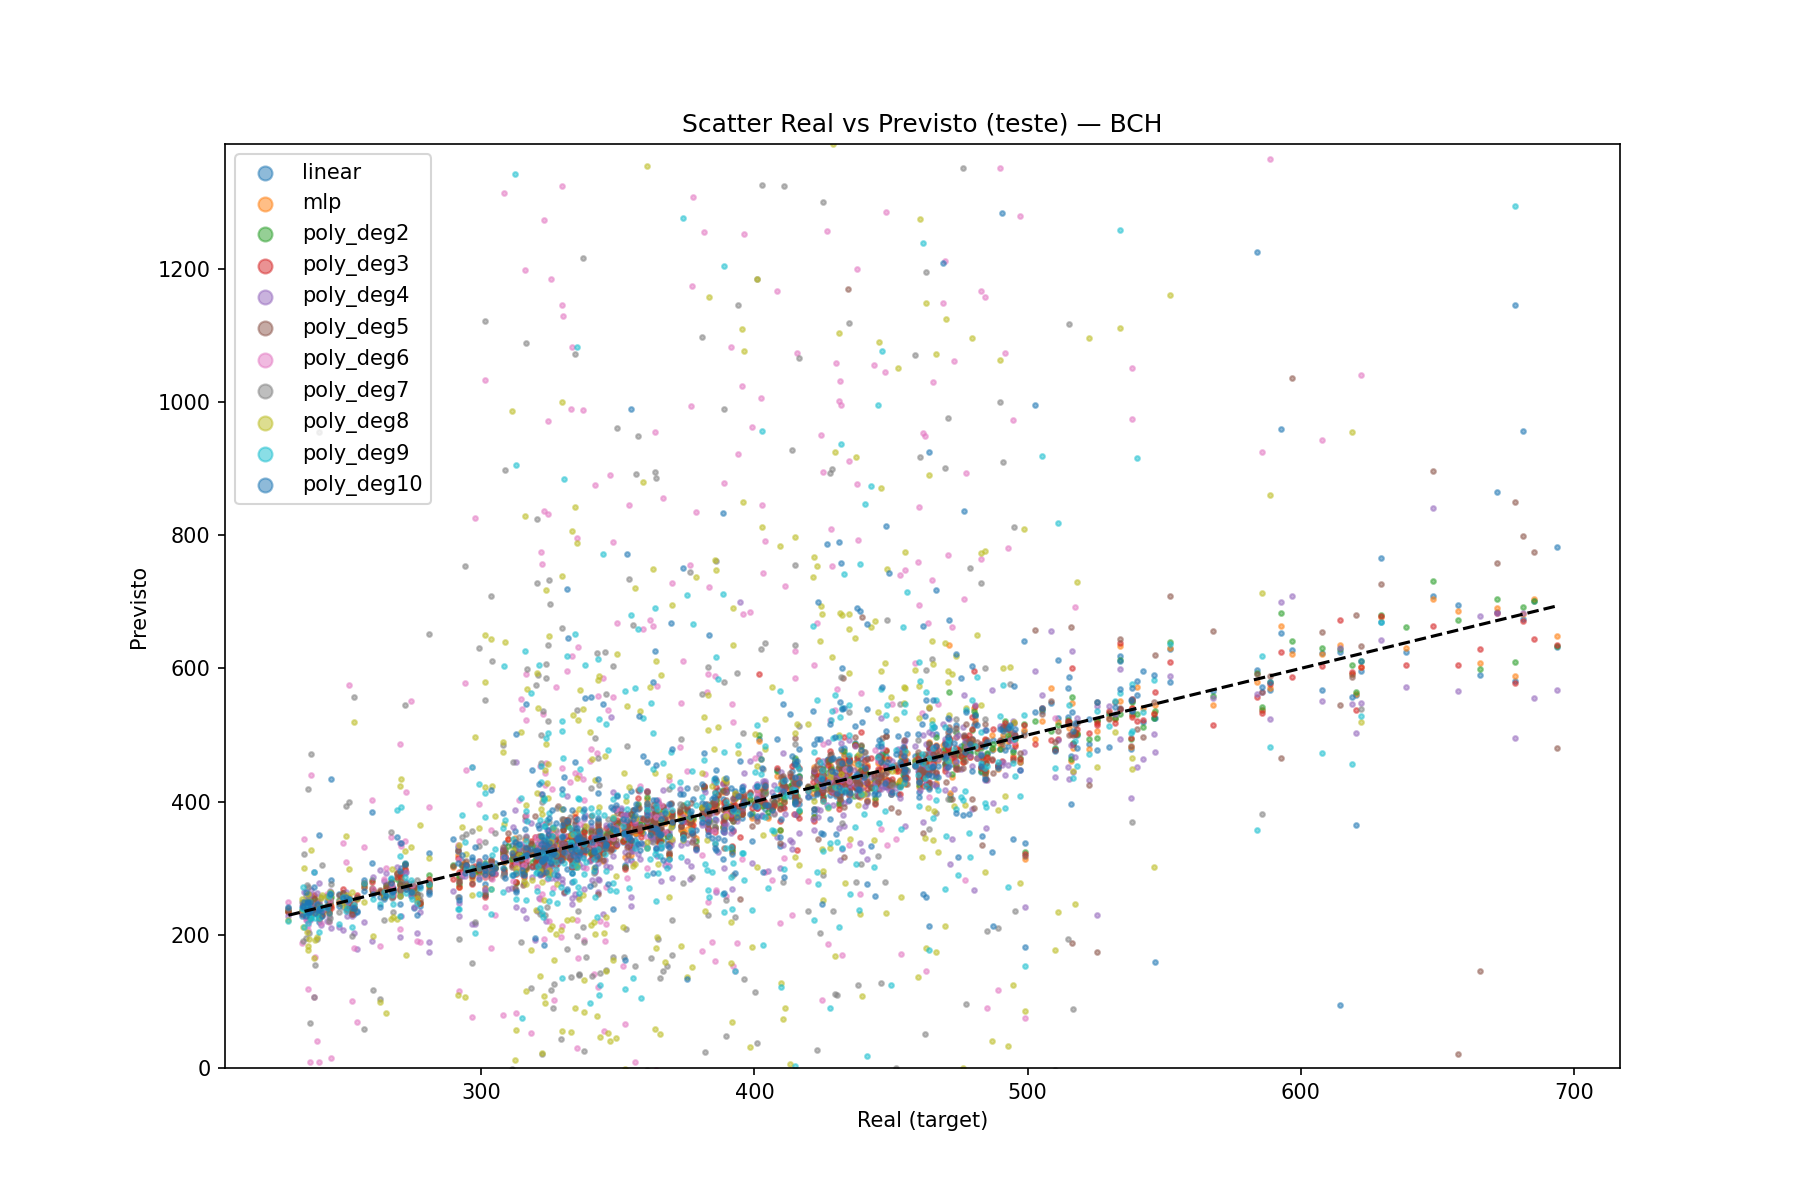 Scatter Real vs Previsto (teste) — BCH
linear
mlp
poly_deg2
poly_deg3
poly_deg4
poly_deg5
poly_deg6
poly_deg7
poly_deg8
poly_deg9
poly_deg10
Previsto
1200
1000
800
600
400
200
0
300
400
500
600
700
Real (target)